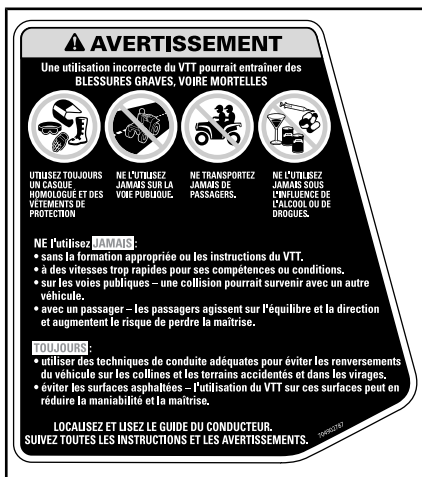 AVERTISSEMENT
Une utilisation incorrecte du VTT pourrait entraîner des
BLESSURES GRAVES, VOIRE MORTELLES
UTILISEZ TOUJOURS
UN CASQUE
HOMOLOGUÉ ET DES
VÊTEMENTS DE
PROTECTION
NE L'UTILISEZ
JAMAIS SUR LA
VOIE PUBLIQUE.
NE TRANSPORTEZ
JAMAIS DE
PASSAGERS.
NE L'UTILISEZ
JAMAIS SOUS
L'INFLUENCE DE
L'ALCOOL OU DE
DROGUES.
NE l'utilisez JAMAIS :
• sans la formation appropriée ou les instructions du VTT.
• à des vitesses trop rapides pour ses compétences ou conditions.
• sur les voies publiques – une collision pourrait survenir avec un autre
véhicule.
• avec un passager – les passagers agissent sur l'équilibre et la direction
et augmentent le risque de perdre la maîtrise.
TOUJOURS :
• utiliser des techniques de conduite adéquates pour éviter les renversements
du véhicule sur les collines et les terrains accidentés et dans les virages.
• éviter les surfaces asphaltées – l'utilisation du VTT sur ces surfaces peut en
réduire la maniabilité et la maîtrise.
LOCALISEZ ET LISEZ LE GUIDE DU CONDUCTEUR.
SUIVEZ TOUTES LES INSTRUCTIONS ET LES AVERTISSEMENTS.
704902787